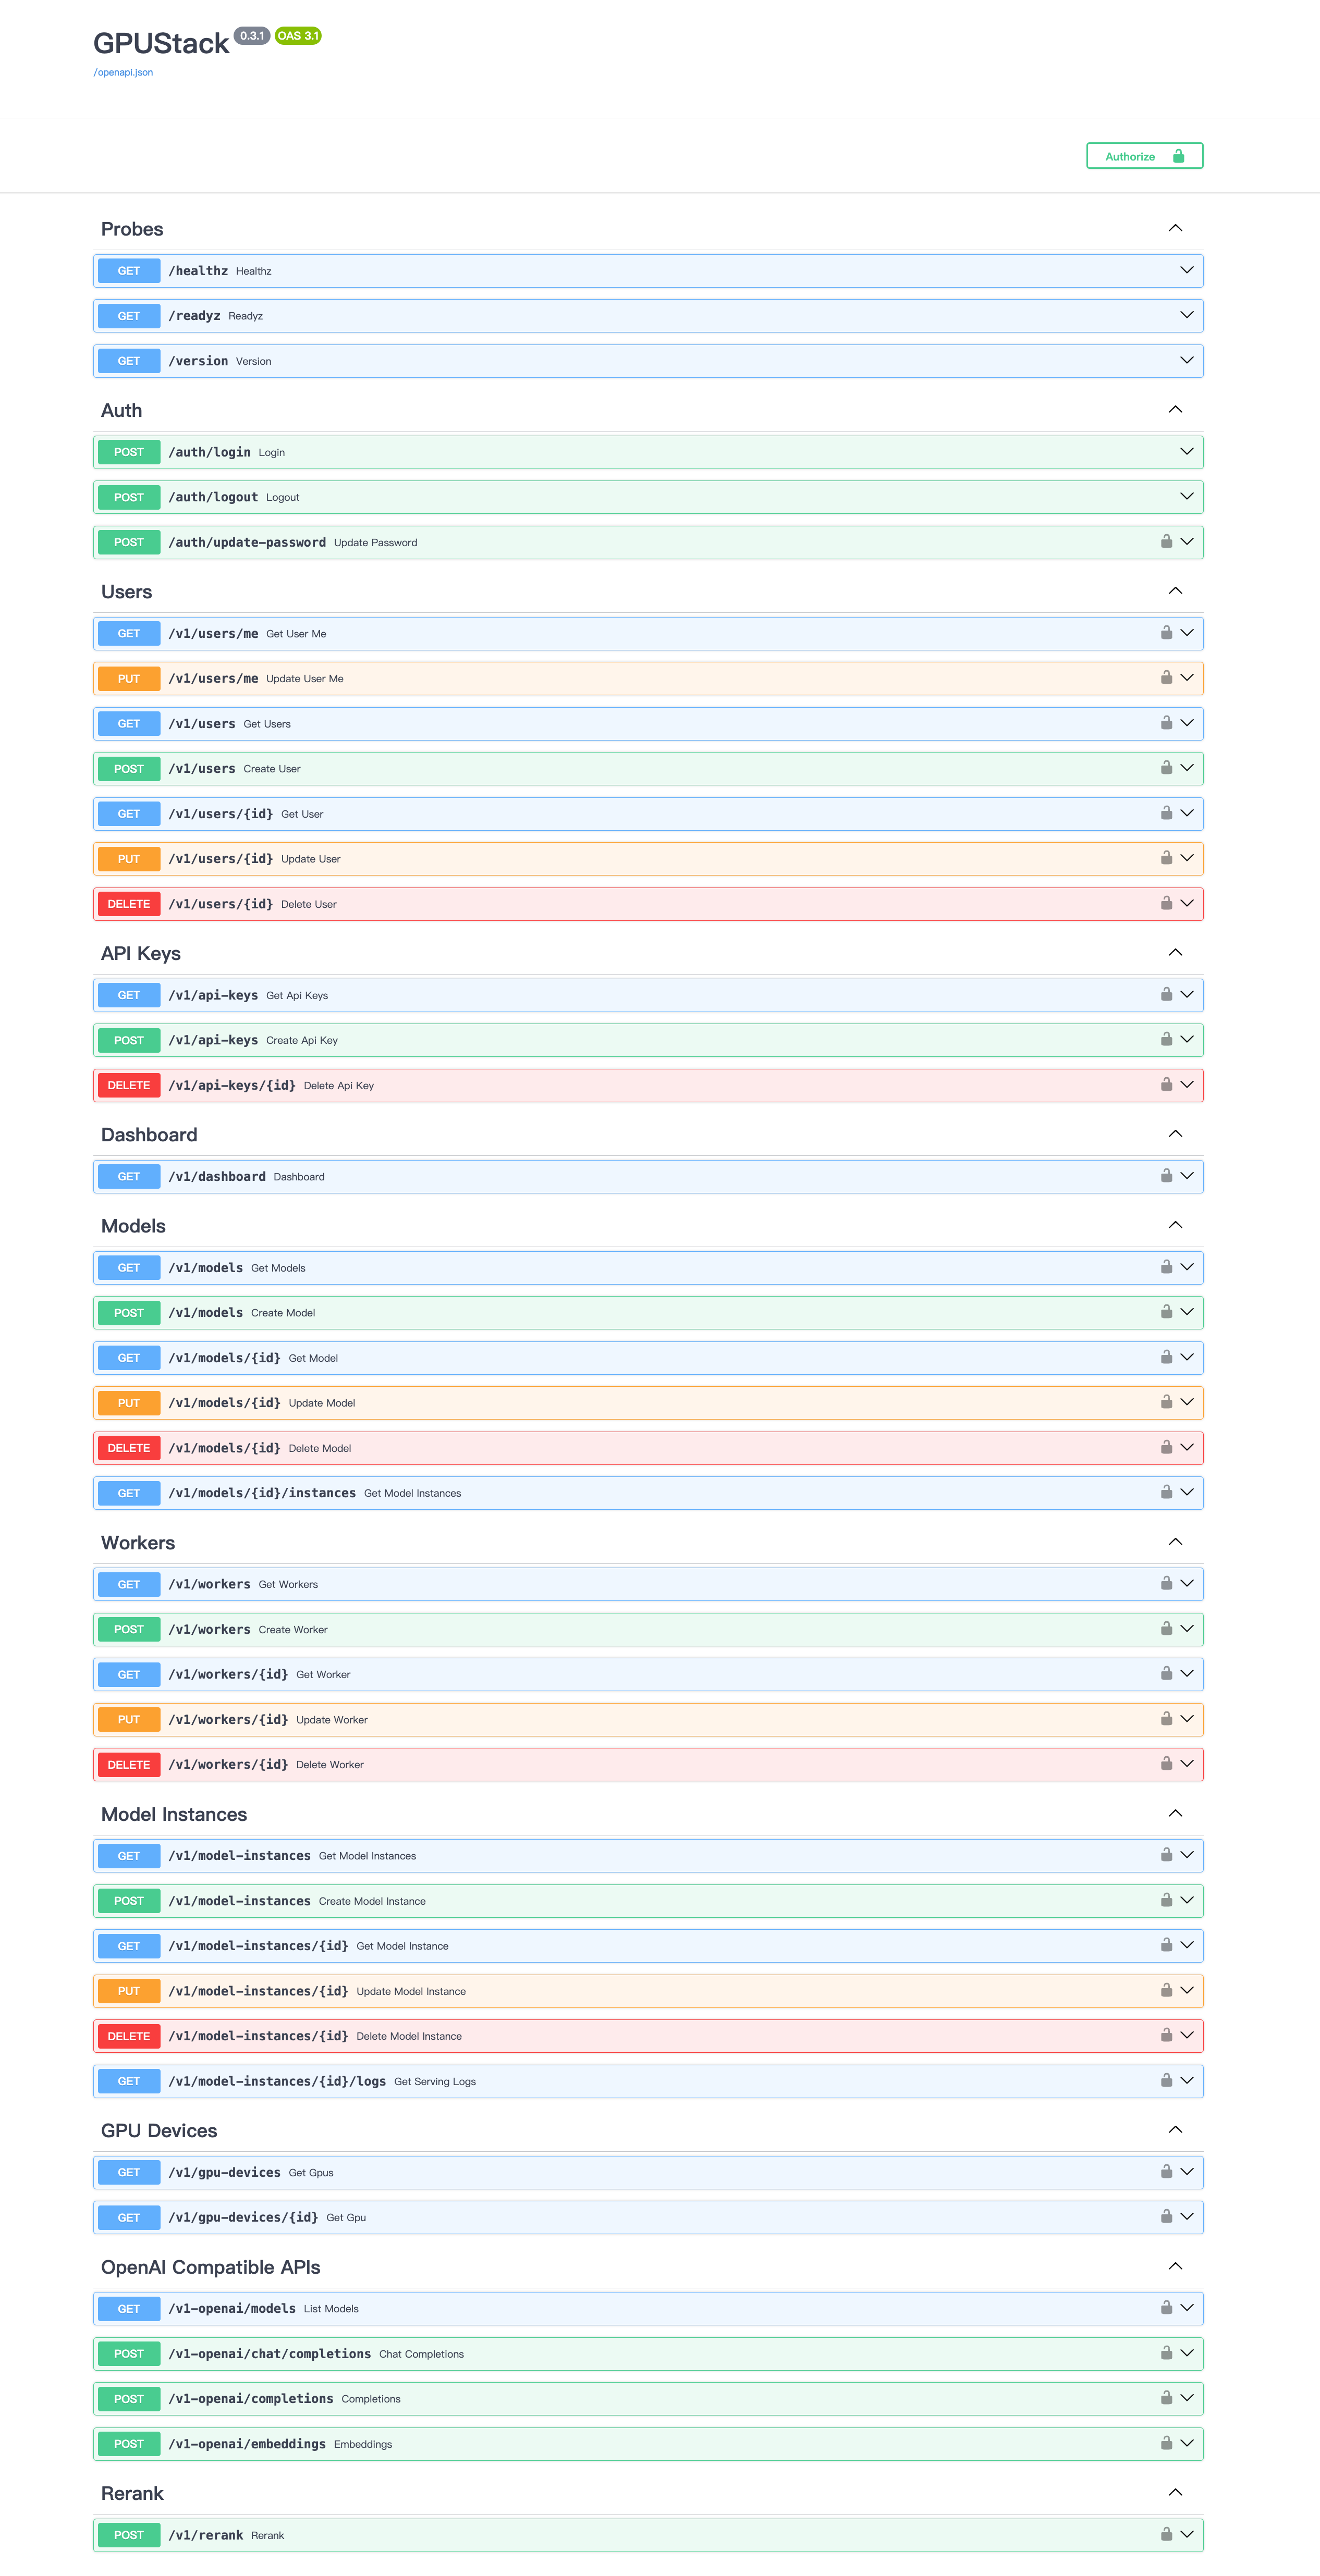 GPUStack 0.3.1 OAS 3.1
/openapi.json
Authorize
Probes
GET /healthz Healthz
GET /readyz Readyz
GET /version Version
Auth
POST /auth/login Login
POST /auth/logout Logout
POST /auth/update-password Update Password
Users
GET /v1/users/me Get User Me
PUT /v1/users/me Update User Me
GET /v1/users Get Users
POST /v1/users Create User
GET /v1/users/{id} Get User
PUT /v1/users/{id} Update User
DELETE /v1/users/{id} Delete User
API Keys
GET /v1/api-keys Get Api Keys
POST /v1/api-keys Create Api Key
DELETE /v1/api-keys/{id} Delete Api Key
Dashboard
GET /v1/dashboard Dashboard
Models
GET /v1/models Get Models
POST /v1/models Create Model
GET /v1/models/{id} Get Model
PUT /v1/models/{id} Update Model
DELETE /v1/models/{id} Delete Model
GET /v1/models/{id}/instances Get Model Instances
Workers
GET /v1/workers Get Workers
POST /v1/workers Create Worker
GET /v1/workers/{id} Get Worker
PUT /v1/workers/{id} Update Worker
DELETE /v1/workers/{id} Delete Worker
Model Instances
GET /v1/model-instances Get Model Instances
POST /v1/model-instances Create Model Instance
GET /v1/model-instances/{id} Get Model Instance
PUT /v1/model-instances/{id} Update Model Instance
DELETE /v1/model-instances/{id} Delete Model Instance
GET /v1/model-instances/{id}/logs Get Serving Logs
GPU Devices
GET /v1/gpu-devices Get Gpus
GET /v1/gpu-devices/{id} Get Gpu
OpenAI Compatible APIs
GET /v1-openai/models List Models
POST /v1-openai/chat/completions Chat Completions
POST /v1-openai/completions Completions
POST /v1-openai/embeddings Embeddings
Rerank
POST /v1/rerank Rerank